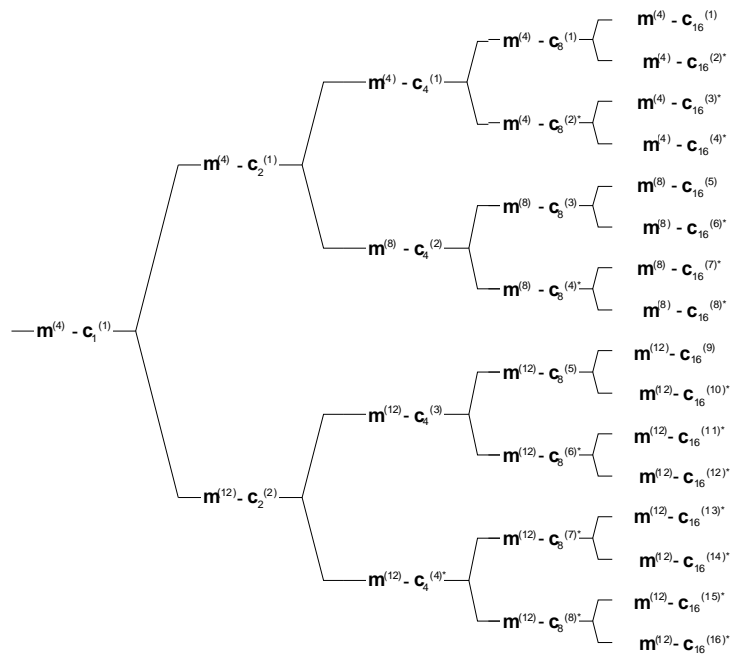 m⁽⁴⁾ - c₁₆⁽¹⁾
m⁽⁴⁾ - c₈⁽¹⁾
m⁽⁴⁾ - c₁₆⁽²⁾*
m⁽⁴⁾ - c₄⁽¹⁾
m⁽⁴⁾ - c₁₆⁽³⁾*
m⁽⁴⁾ - c₈⁽²⁾*
m⁽⁴⁾ - c₁₆⁽⁴⁾*
m⁽⁴⁾ - c₂⁽¹⁾
m⁽⁸⁾ - c₁₆⁽⁵⁾
m⁽⁸⁾ - c₈⁽³⁾
m⁽⁸⁾ - c₁₆⁽⁶⁾*
m⁽⁸⁾ - c₄⁽²⁾
m⁽⁸⁾ - c₁₆⁽⁷⁾*
m⁽⁸⁾ - c₈⁽⁴⁾*
m⁽⁸⁾ - c₁₆⁽⁸⁾*
m⁽⁴⁾ - c₁⁽¹⁾
m⁽¹²⁾ - c₁₆⁽⁹⁾
m⁽¹²⁾ - c₈⁽⁵⁾
m⁽¹²⁾ - c₁₆⁽¹⁰⁾*
m⁽¹²⁾ - c₄⁽³⁾
m⁽¹²⁾ - c₁₆⁽¹¹⁾*
m⁽¹²⁾ - c₈⁽⁶⁾*
m⁽¹²⁾ - c₁₆⁽¹²⁾*
m⁽¹²⁾ - c₂⁽²⁾
m⁽¹²⁾ - c₁₆⁽¹³⁾*
m⁽¹²⁾ - c₈⁽⁷⁾*
m⁽¹²⁾ - c₁₆⁽¹⁴⁾*
m⁽¹²⁾ - c₄⁽⁴⁾*
m⁽¹²⁾ - c₁₆⁽¹⁵⁾*
m⁽¹²⁾ - c₈⁽⁸⁾*
m⁽¹²⁾ - c₁₆⁽¹⁶⁾*